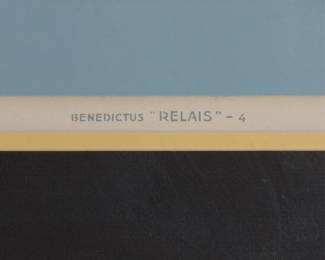 BENEDICTUS "RELAIS" - 4